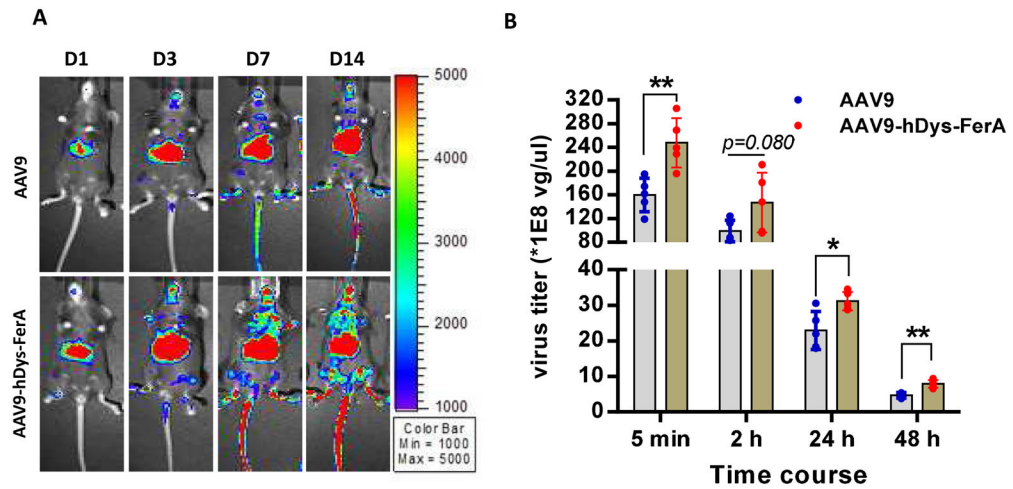 A
D1 D3 D7 D14
AAV9
AAV9-hDys-FerA
5000
4000
3000
2000
1000
Color Bar
Min = 1000
Max = 5000
B
virus titer (*1E8 vg/ul)
320
280
240
200
160
120
80
40
30
20
10
0
**
p=0.080
*
**
AAV9
AAV9-hDys-FerA
5 min 2 h 24 h 48 h
Time course